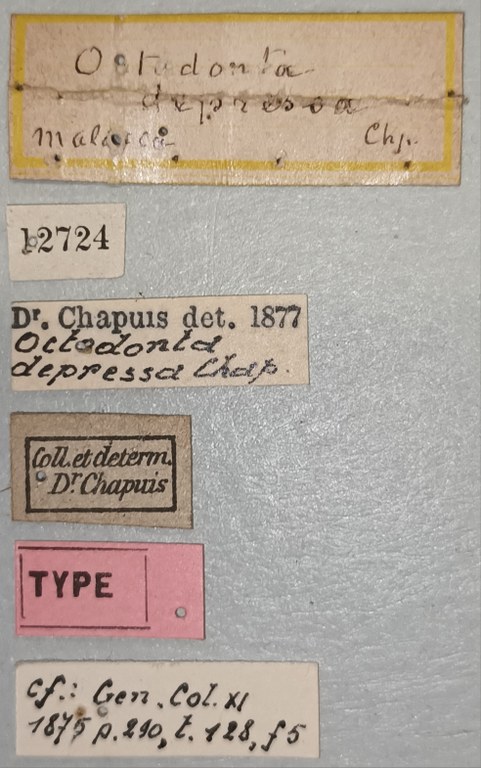 Octodonta
depressa
malacca Chp.
12724
Dr. Chapuis det. 1877
Octodonta
depressa Chap.
Coll. et determ.
Dr Chapuis
TYPE
cf.: Gen. Col. XI
1875 p. 290, t. 128, f 5